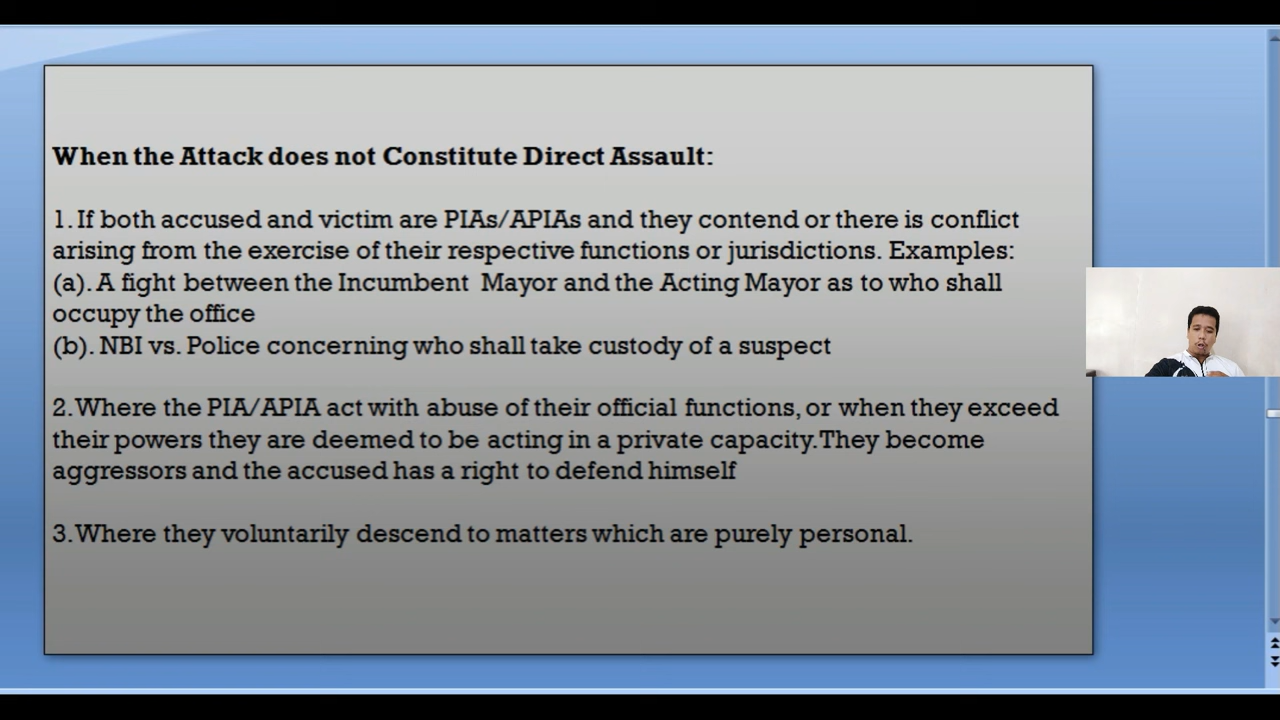 When the Attack does not Constitute Direct Assault:
1. If both accused and victim are PIAs/APIAs and they contend or there is conflict
arising from the exercise of their respective functions or jurisdictions. Examples:
(a). A fight between the Incumbent  Mayor and the Acting Mayor as to who shall
occupy the office
(b). NBI vs. Police concerning who shall take custody of a suspect
2. Where the PIA/APIA act with abuse of their official functions, or when they exceed
their powers they are deemed to be acting in a private capacity. They become
aggressors and the accused has a right to defend himself
3. Where they voluntarily descend to matters which are purely personal.